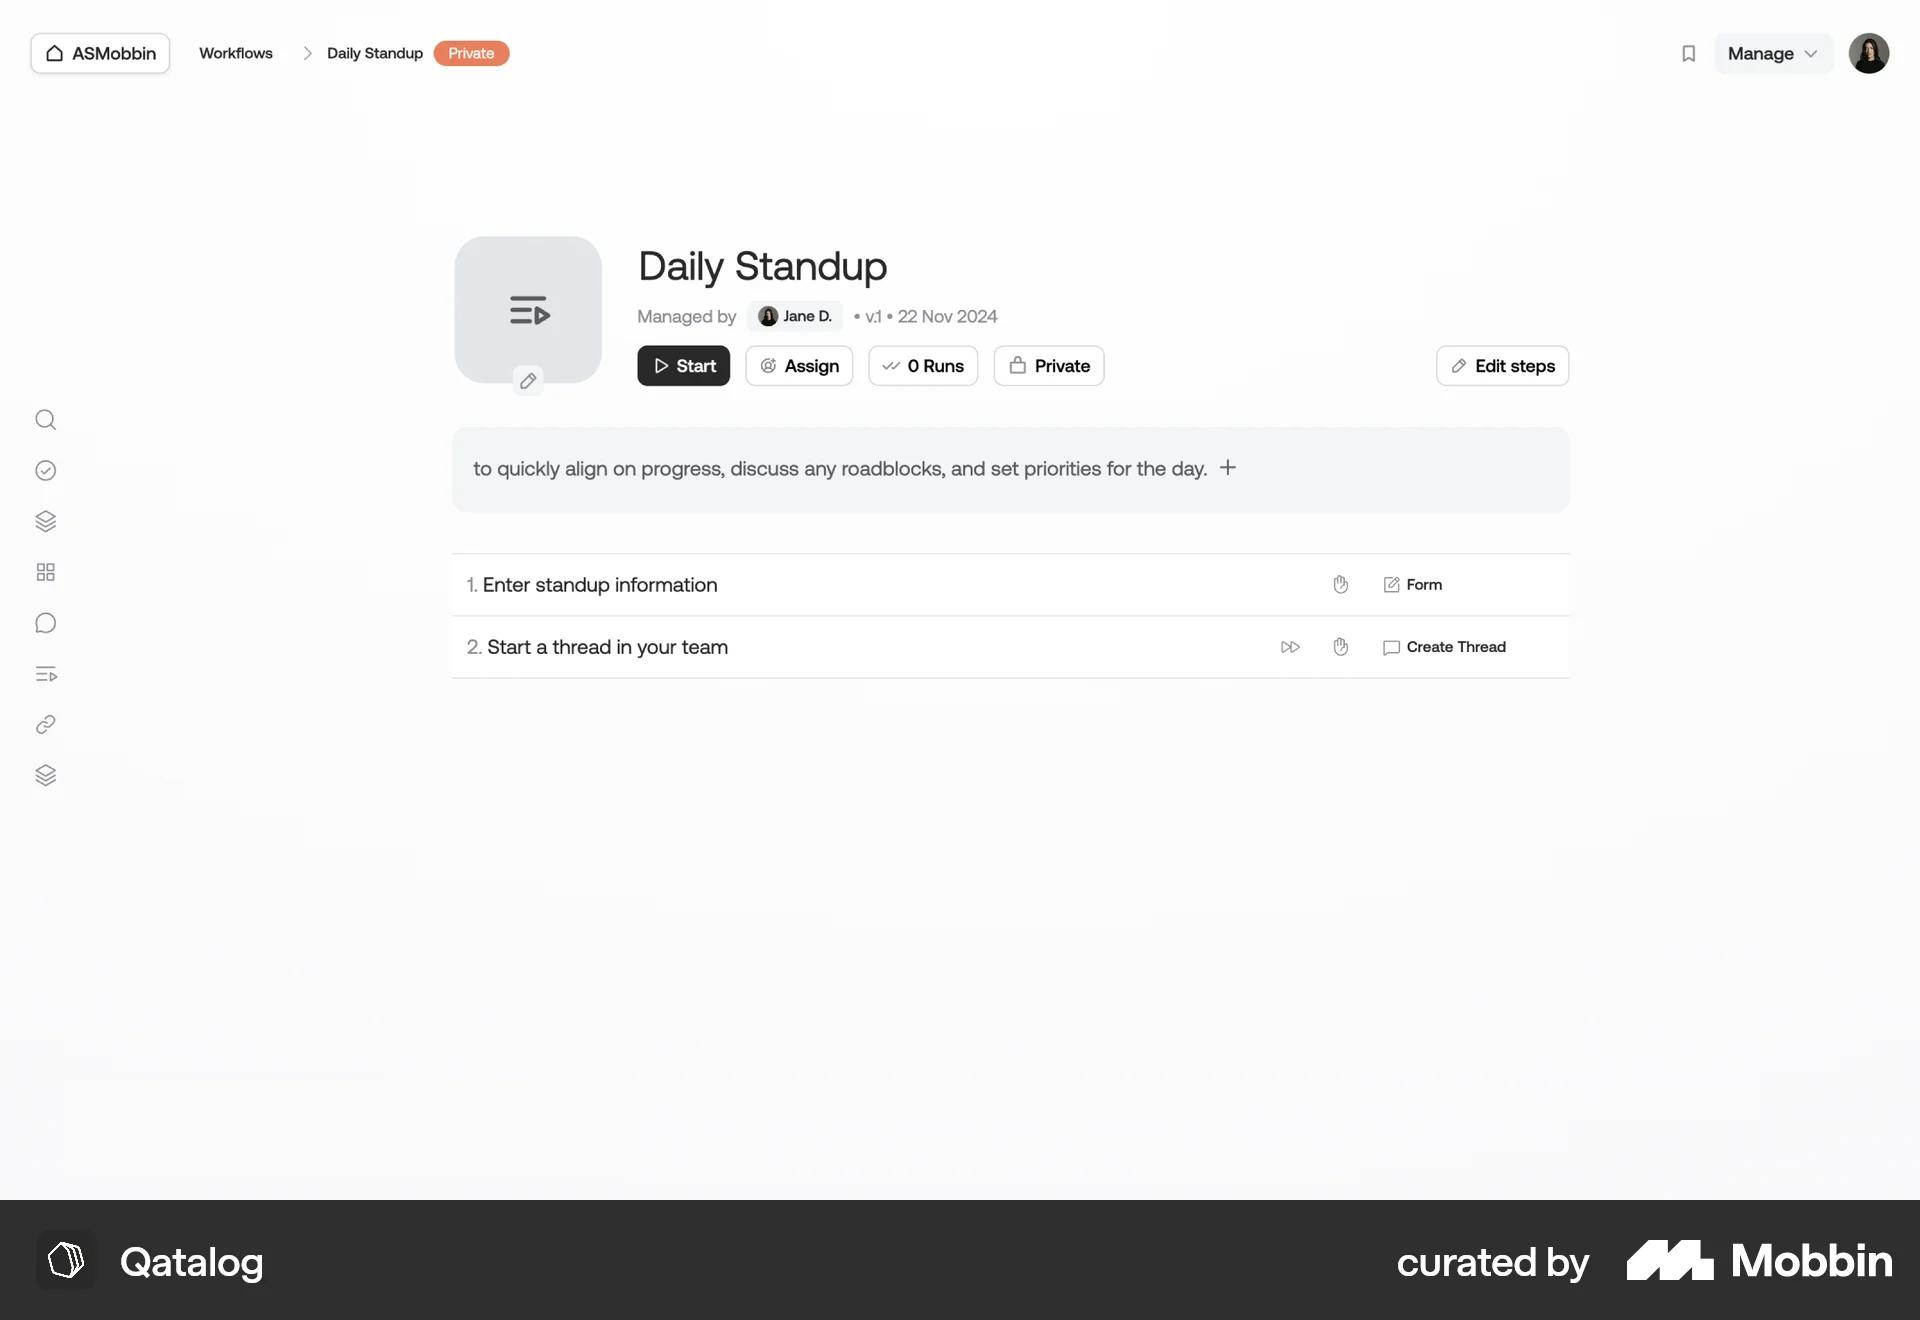 ASMobbin
Workflows
Daily Standup
Private
Manage
Daily Standup
Managed by Jane D. • v.1 • 22 Nov 2024
Start
Assign
0 Runs
Private
Edit steps
to quickly align on progress, discuss any roadblocks, and set priorities for the day.
1. Enter standup information
Form
2. Start a thread in your team
Create Thread
Qatalog
curated by
Mobbin